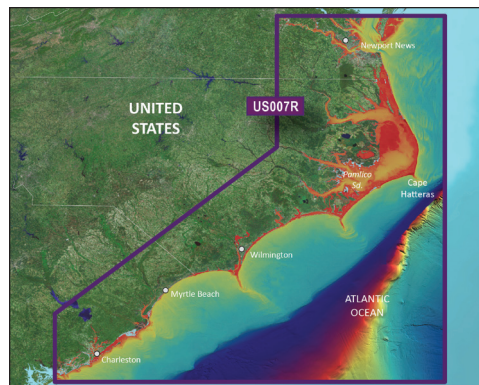 Newport News
US007R
UNITED
STATES
Pamlico
Sd.
Cape
Hatteras
Wilmington
Myrtle Beach
ATLANTIC
OCEAN
Charleston